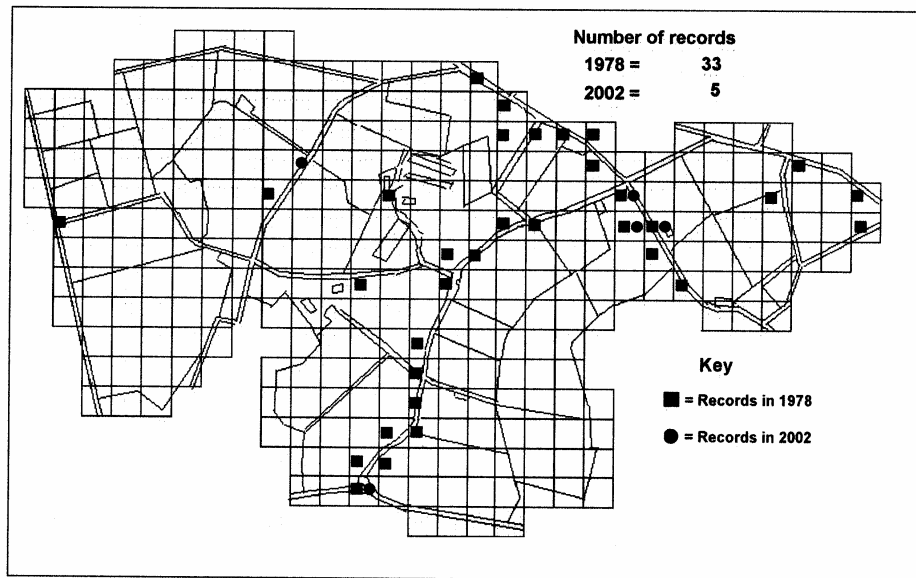 Number of records
1978 = 33
2002 = 5
Key
= Records in 1978
= Records in 2002